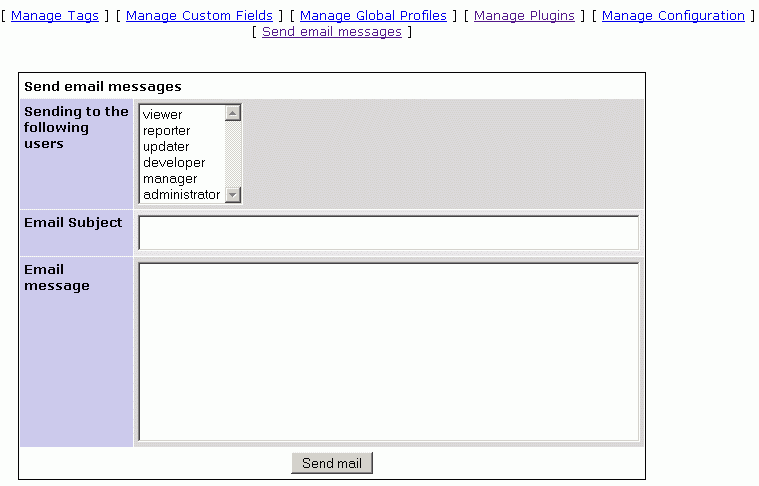 [ Manage Tags ] [ Manage Custom Fields ] [ Manage Global Profiles ] [ Manage Plugins ] [ Manage Configuration ]
[ Send email messages ]
Send email messages
Sending to the
following
users
viewer
reporter
updater
developer
manager
administrator
Email Subject
Email
message
Send mail